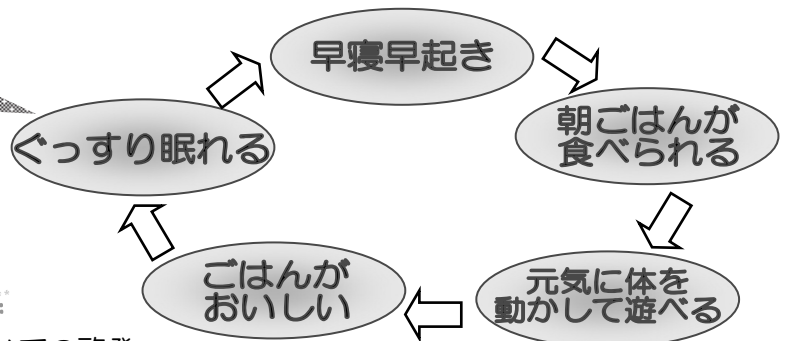 早寝早起き
朝ごはんが
食べられる
元気に体を
動かして遊べる
ごはんが
おいしい
ぐっすり眠れる